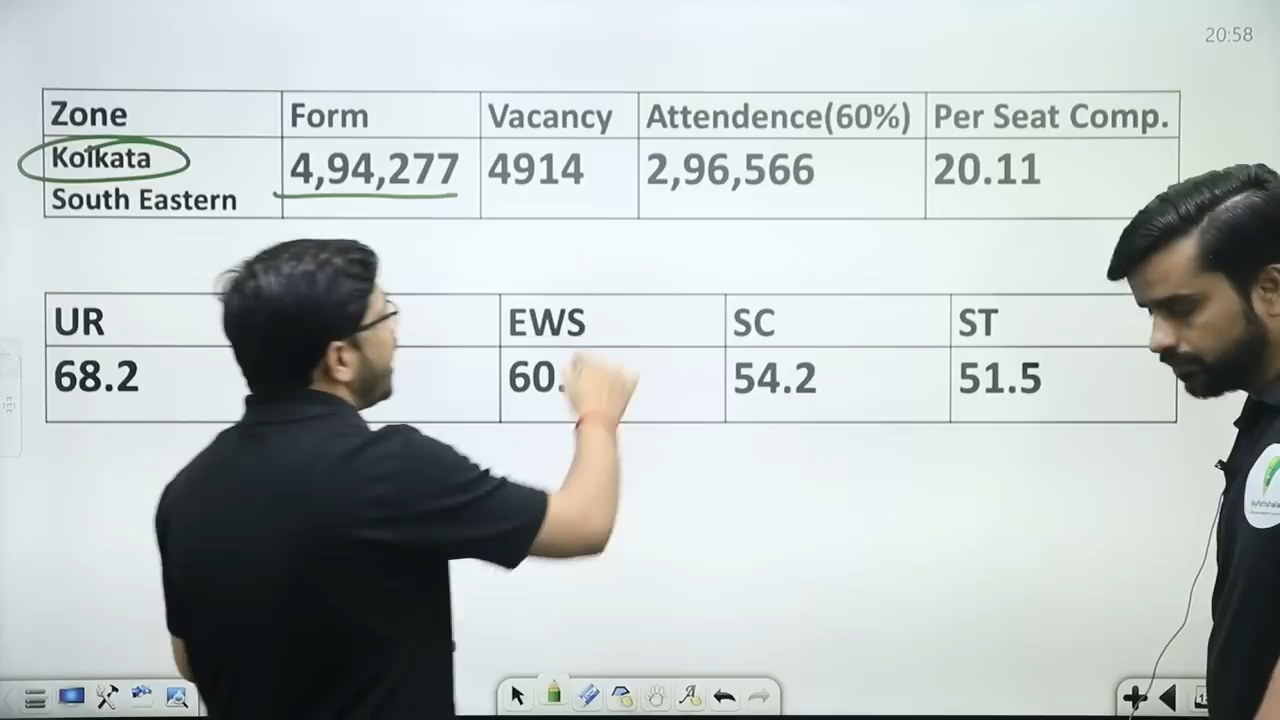 20:58
Zone Form Vacancy Attendence(60%) Per Seat Comp.
Kolkata
South Eastern 4,94,277 4914 2,96,566 20.11
UR EWS SC ST
68.2 60. 54.2 51.5